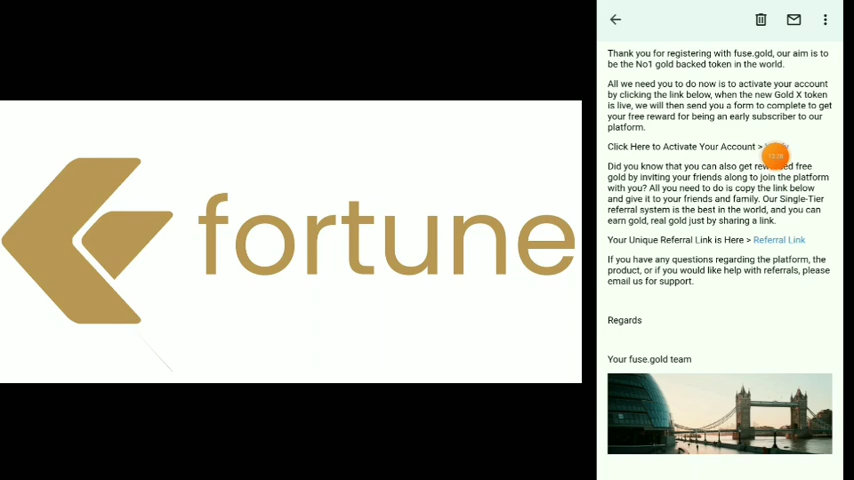 fortune
Thank you for registering with fuse.gold, our aim is to
be the No1 gold backed token in the world.
All we need you to do now is to activate your account
by clicking the link below, when the new Gold X token
is live, we will then send you a form to complete to get
your free reward for being an early subscriber to our
platform.
Click Here to Activate Your Account >
Did you know that you can also get free
gold by inviting your friends along to join the platform
with you? All you need to do is copy the link below
and give it to your friends and family. Our Single-Tier
referral system is the best in the world, and you can
earn gold, real gold just by sharing a link.
Your Unique Referral Link is Here > Referral Link
If you have any questions regarding the platform, the
product, or if you would like help with referrals, please
email us for support.
Regards
Your fuse.gold team